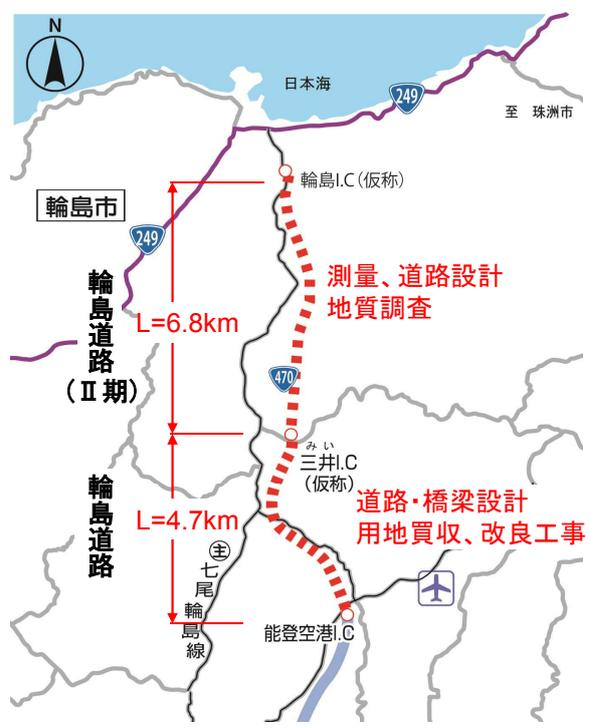 N
日本海
249
至 珠洲市
輪島I.C(仮称)
輪島市
249
測量、道路設計
地質調査
輪島道路
(Ⅱ期)
L=6.8km
470
みい
三井I.C
(仮称)
輪島道路
L=4.7km
道路・橋梁設計
用地買収、改良工事
主
七尾輪島線
能登空港I.C